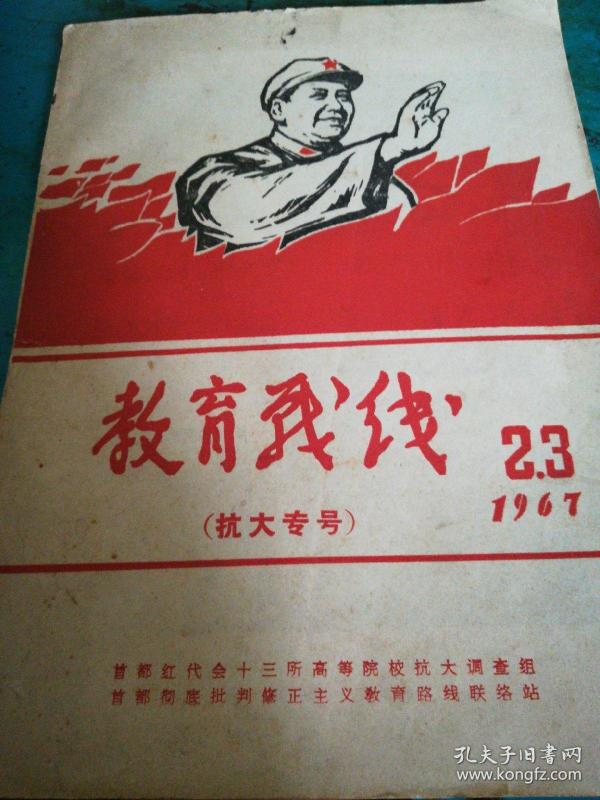 教育战线
2.3
1967
(抗大专号)
首都红代会十三所高等院校抗大调查组
首都彻底批判修正主义教育路线联络站
孔夫子旧书网
www.kongfz.com